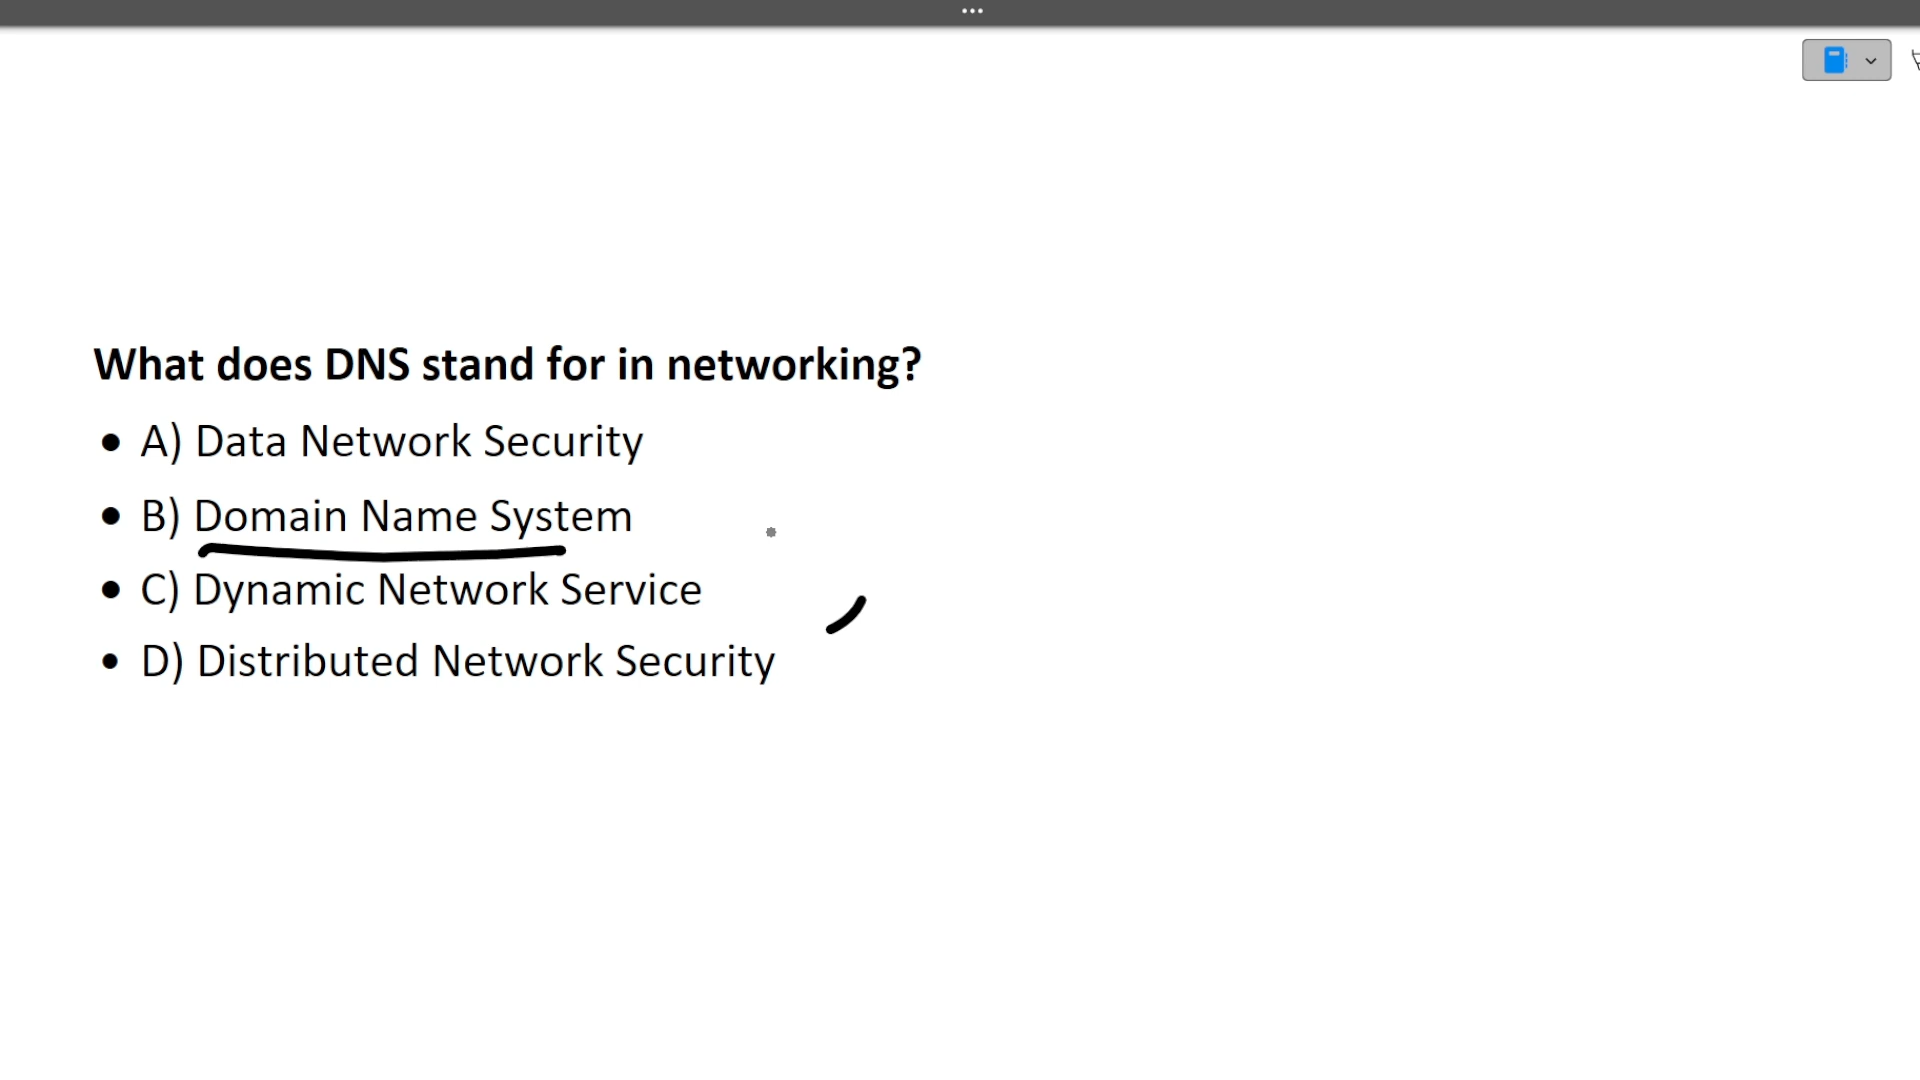 What does DNS stand for in networking?
• A) Data Network Security
• B) Domain Name System
• C) Dynamic Network Service
• D) Distributed Network Security